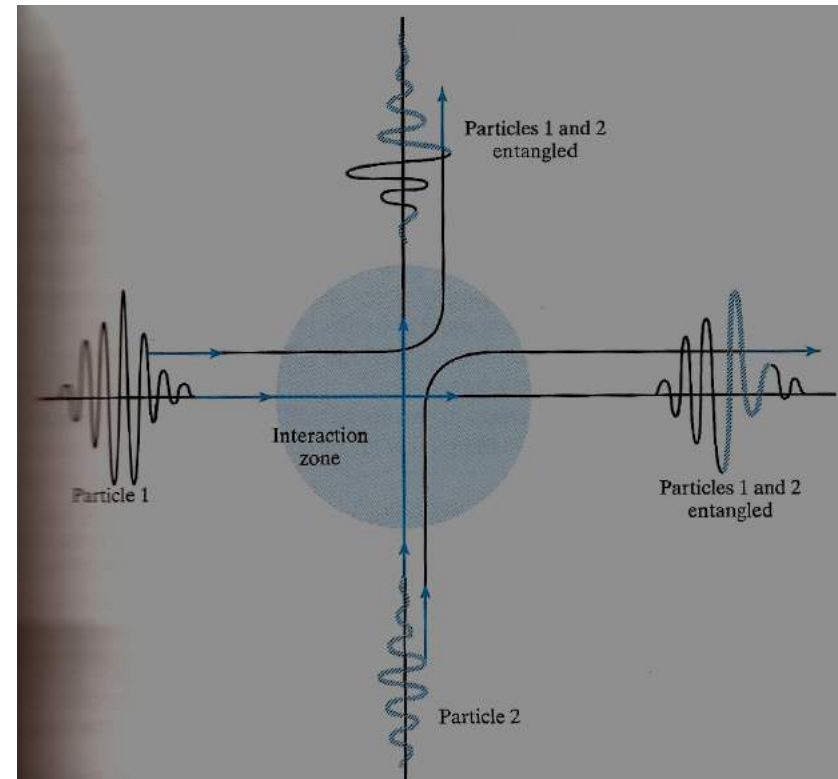 Particles 1 and 2
entangled
Interaction
zone
Particle 1
Particles 1 and 2
entangled
Particle 2